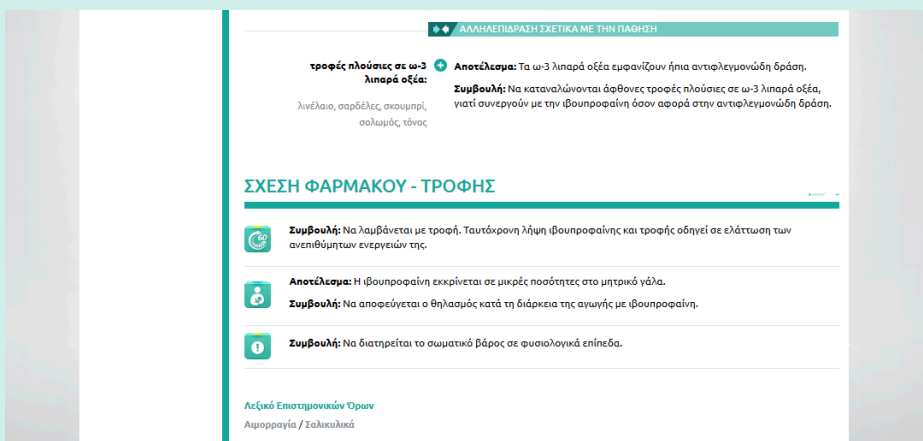 ΑΛΛΗΛΕΠΙΔΡΑΣΗ ΣΧΕΤΙΚΑ ΜΕ ΤΗΝ ΠΑΘΗΣΗ
τροφές πλούσιες σε ω-3
λιπαρά οξέα:
λινέλαιο, σαρδέλες, σκουμπρί,
σολωμός, τόνος
Αποτέλεσμα: Τα ω-3 λιπαρά οξέα εμφανίζουν ήπια αντιφλεγμονώδη δράση.
Συμβουλή: Να καταναλώνονται άφθονες τροφές πλούσιες σε ω-3 λιπαρά οξέα,
γιατί συνεργούν με την ιβουπροφαίνη όσον αφορά στην αντιφλεγμονώδη δράση.
ΣΧΕΣΗ ΦΑΡΜΑΚΟΥ - ΤΡΟΦΗΣ
60
Συμβουλή: Να λαμβάνεται με τροφή. Ταυτόχρονη λήψη ιβουπροφαίνης και τροφής οδηγεί σε ελάττωση των
ανεπιθύμητων ενεργειών της.
Αποτέλεσμα: Η ιβουπροφαίνη εκκρίνεται σε μικρές ποσότητες στο μητρικό γάλα.
Συμβουλή: Να αποφεύγεται ο θηλασμός κατά τη διάρκεια της αγωγής με ιβουπροφαίνη.
Συμβουλή: Να διατηρείται το σωματικό βάρος σε φυσιολογικά επίπεδα.
Λεξικό Επιστημονικών Όρων
Αιμορραγία / Σαλικυλικά